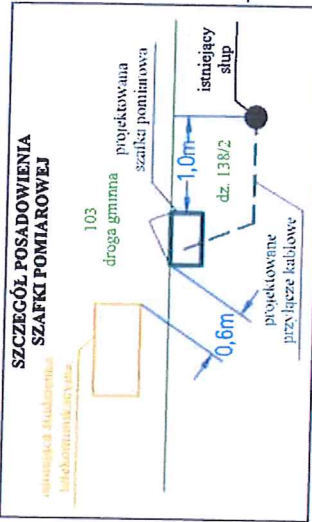 SZCZEGÓŁ POSADOWIENIA
SZAFKI POMIAROWEJ
telekomunikacyjna
103
droga gminna
projektowana
szafka pomiarowa
1,0m
istniejący
słup
dz. 138/2
0,6m
projektowane
przyłącze kablowe